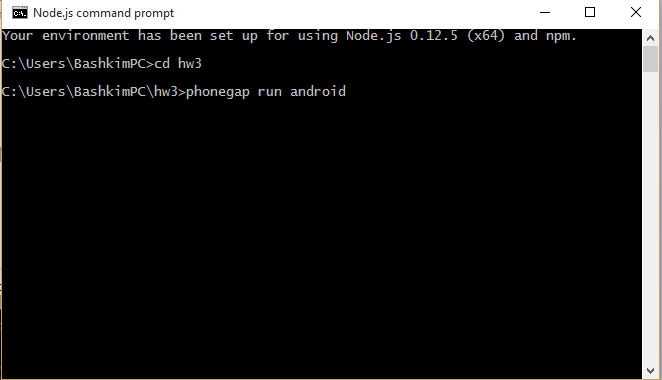 Node.js command prompt
Your environment has been set up for using Node.js 0.12.5 (x64) and npm.
C:\Users\BashkimPC>cd hw3
C:\Users\BashkimPC\hw3>phonegap run android